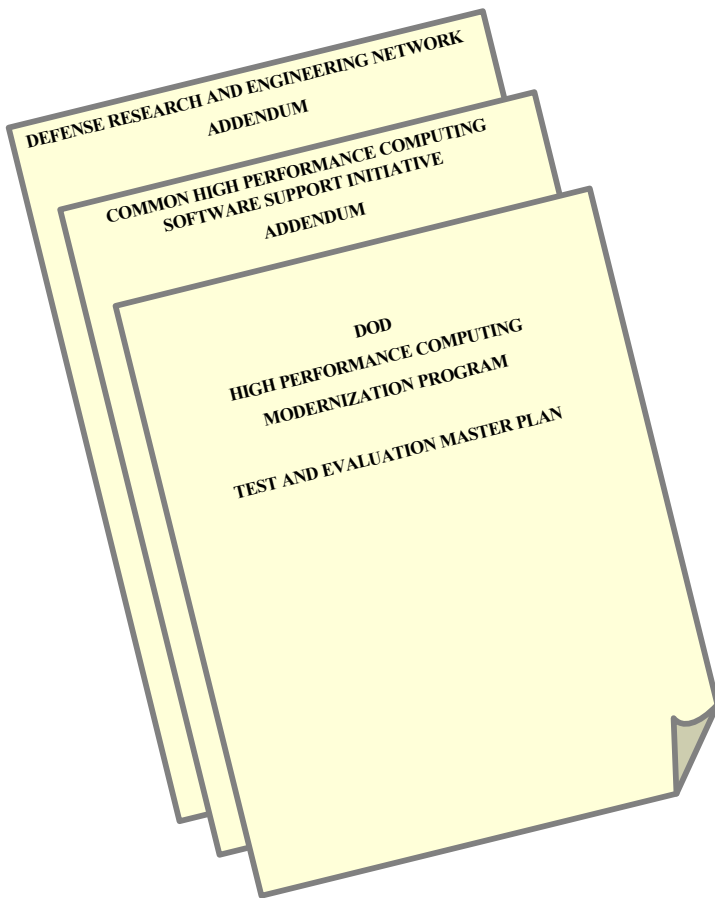 DEFENSE RESEARCH AND ENGINEERING NETWORK
ADDENDUM
COMMON HIGH PERFORMANCE COMPUTING
SOFTWARE SUPPORT INITIATIVE
ADDENDUM
DOD
HIGH PERFORMANCE COMPUTING
MODERNIZATION PROGRAM
TEST AND EVALUATION MASTER PLAN